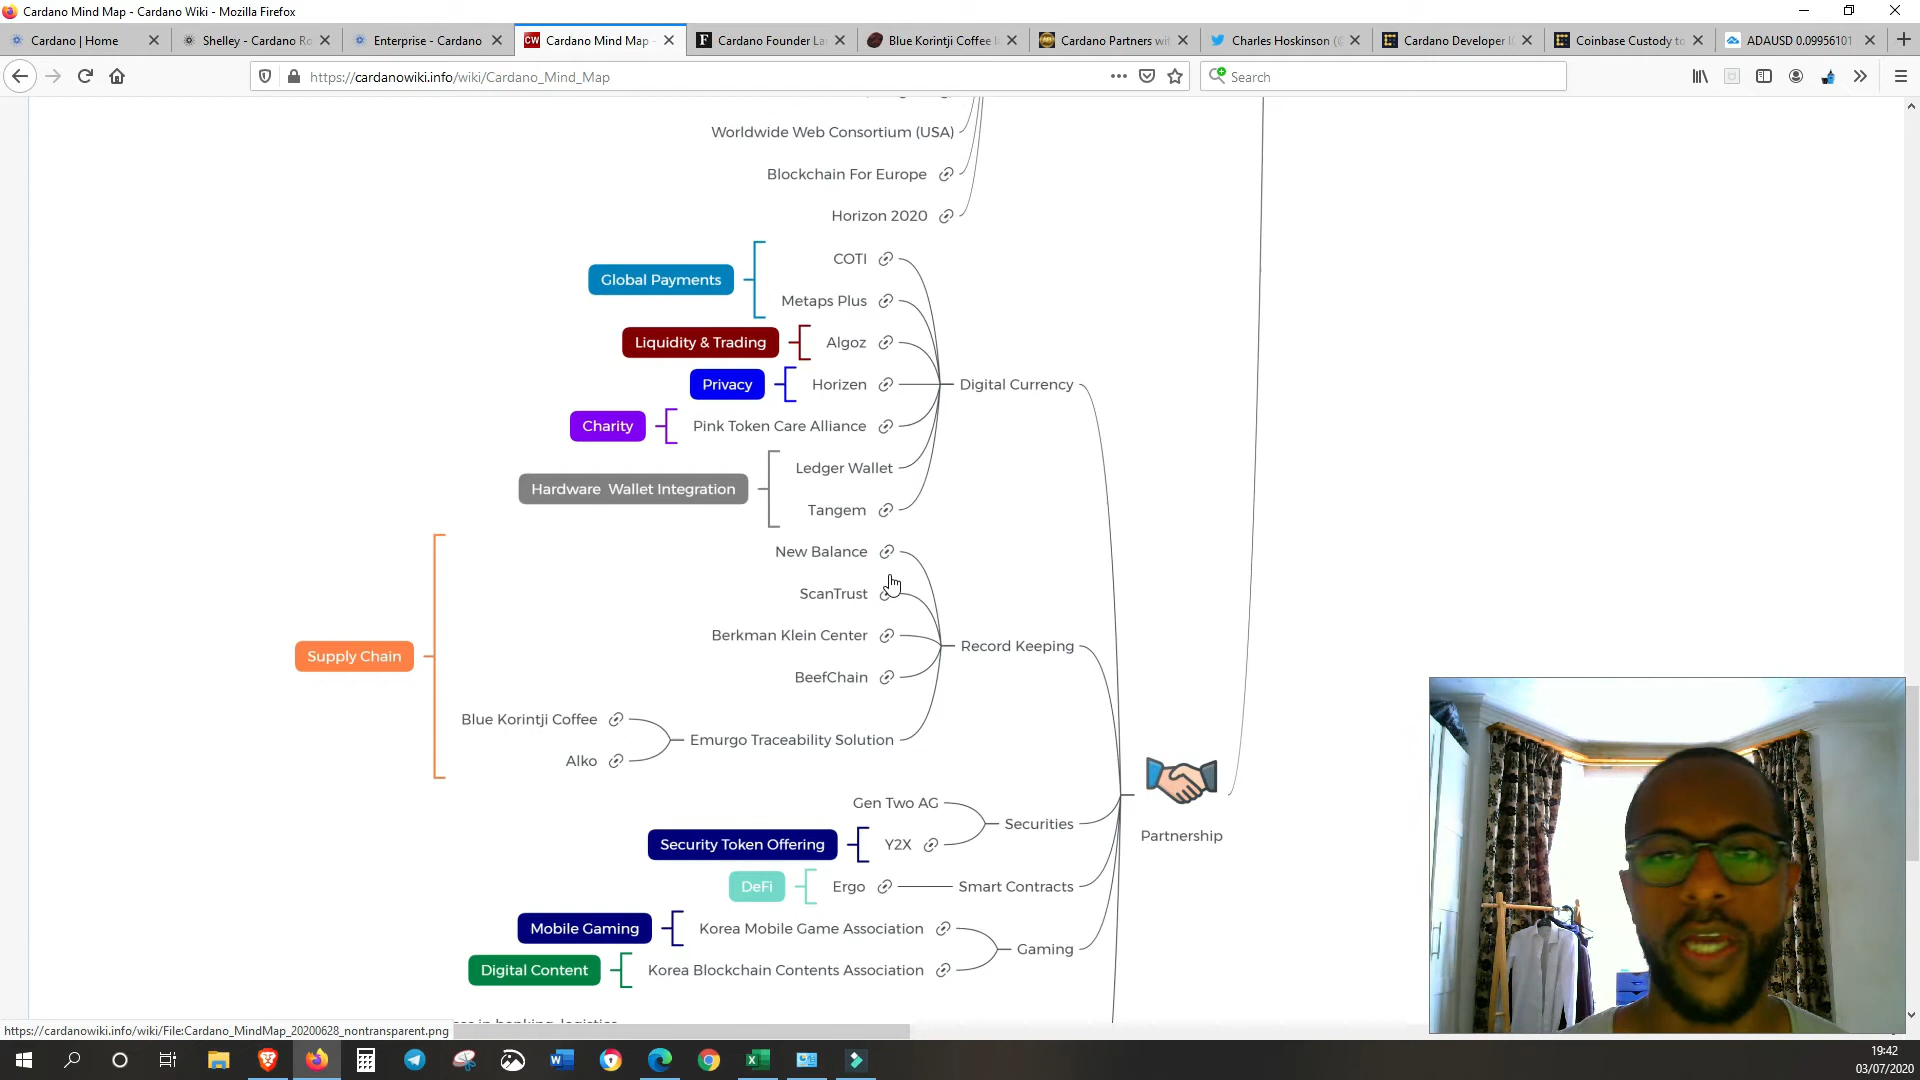 Cardano Mind Map - Cardano Wiki - Mozilla Firefox
Cardano | Home
Shelley - Cardano Ro
Enterprise - Cardano
CW Cardano Mind Map -
F Cardano Founder La
Blue Korintji Coffee I
Cardano Partners wit
Charles Hoskinson (@
Cardano Developer I
Coinbase Custody to
ADAUSD 0.09956101
https://cardanowiki.info/wiki/Cardano_Mind_Map
Search
Worldwide Web Consortium (USA)
Blockchain For Europe
Horizon 2020
COTI
Global Payments
Metaps Plus
Liquidity & Trading
Algoz
Privacy
Horizen
Digital Currency
Charity
Pink Token Care Alliance
Ledger Wallet
Hardware Wallet Integration
Tangem
New Balance
ScanTrust
Berkman Klein Center
Record Keeping
Supply Chain
BeefChain
Blue Korintji Coffee
Emurgo Traceability Solution
Alko
Gen Two AG
Securities
Partnership
Security Token Offering
Y2X
DeFi
Ergo
Smart Contracts
Mobile Gaming
Korea Mobile Game Association
Gaming
Digital Content
Korea Blockchain Contents Association
https://cardanowiki.info/wiki/File:Cardano_MindMap_20200628_nontransparent.png
19:42
03/07/2020